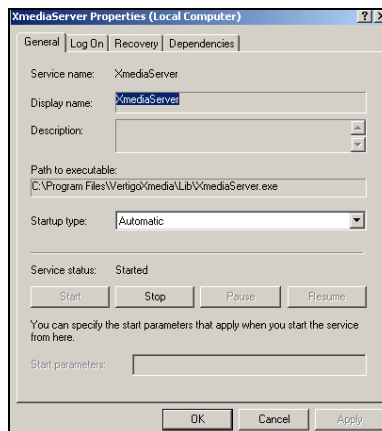 XmediaServer Properties (Local Computer)
General Log On Recovery Dependencies
Service name: XmediaServer
Display name: XmediaServer
Description:
Path to executable:
C:\Program Files\VertigoXmedia\Lib\XmediaServer.exe
Startup type: Automatic
Service status: Started
Start Stop Pause Resume
You can specify the start parameters that apply when you start the service
from here.
Start parameters:
OK Cancel Apply